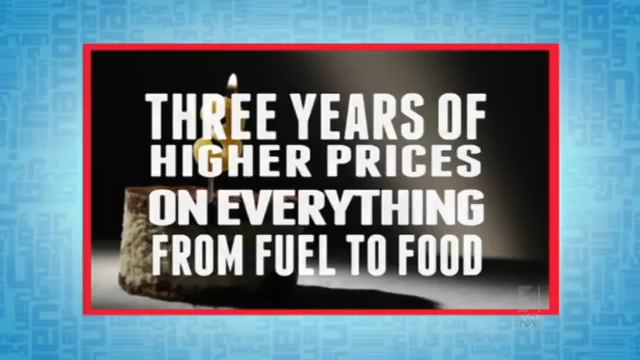 THREE YEARS OF
HIGHER PRICES
ON EVERYTHING
FROM FUEL TO FOOD